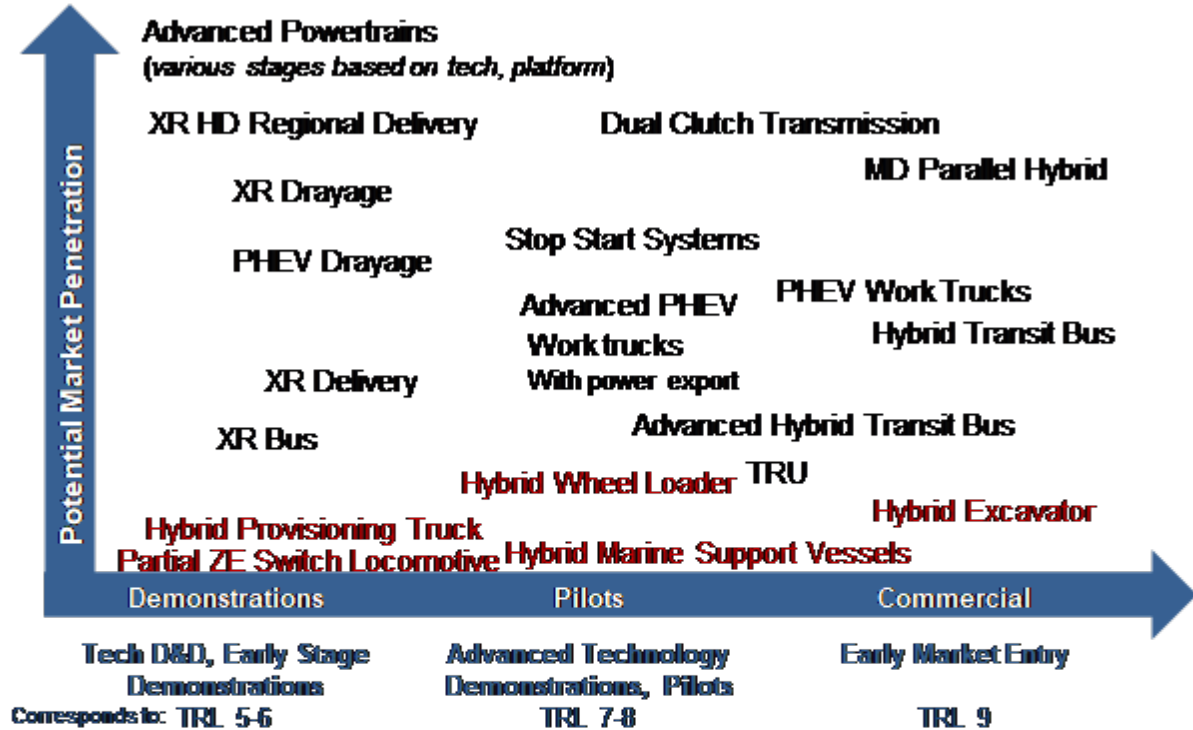 Advanced Powertrains
(various stages based on tech, platform)
XR HD Regional Delivery
Dual Clutch Transmission
MD Parallel Hybrid
XR Drayage
Stop Start Systems
PHEV Drayage
PHEV Work Trucks
Advanced PHEV
Work trucks
With power export
Hybrid Transit Bus
XR Delivery
Advanced Hybrid Transit Bus
XR Bus
TRU
Hybrid Wheel Loader
Hybrid Excavator
Hybrid Provisioning Truck
Partial ZE Switch Locomotive
Hybrid Marine Support Vessels
Potential Market Penetration
Demonstrations
Pilots
Commercial
Tech D&D, Early Stage
Demonstrations
Advanced Technology
Demonstrations, Pilots
Early Market Entry
Corresponds to: TRL 5-6
TRL 7-8
TRL 9